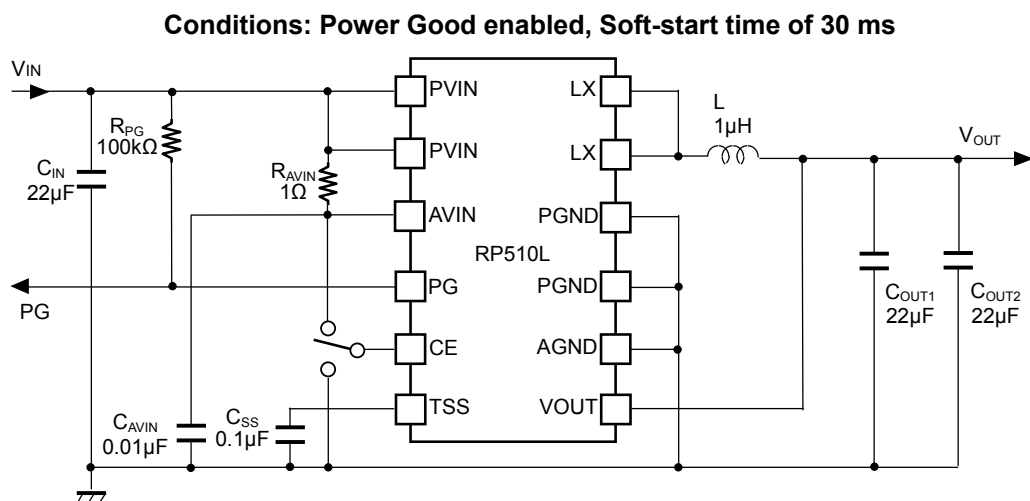 Conditions: Power Good enabled, Soft-start time of 30 ms
VIN
PVIN
LX
L
1µH
RPG
100kΩ
VOUT
CIN
22µF
PVIN
LX
RAVIN
1Ω
AVIN
PGND
RP510L
PG
PG
PGND
COUT1
22µF
COUT2
22µF
CE
AGND
TSS
VOUT
CAVIN
0.01µF
CSS
0.1µF